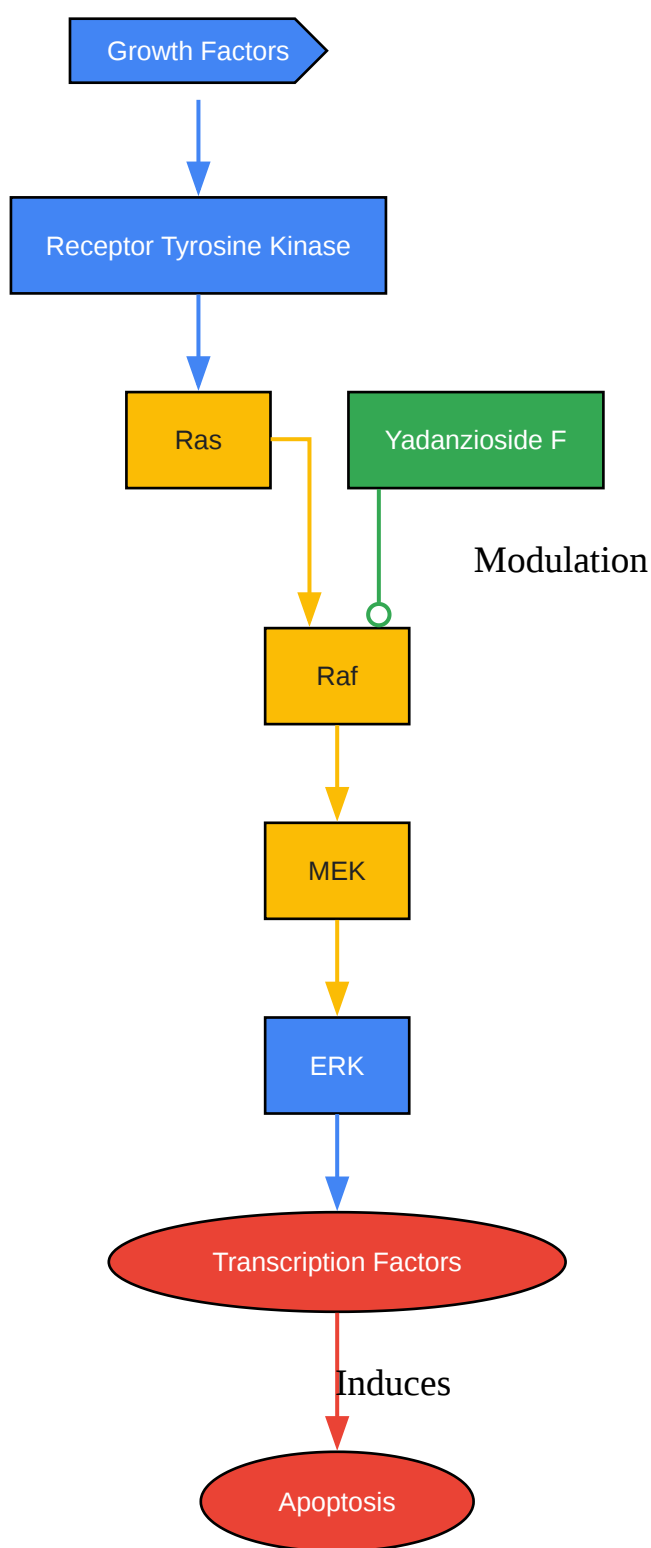 Growth Factors
Receptor Tyrosine Kinase
Ras
Yadanzioside F
Modulation
Raf
MEK
ERK
Transcription Factors
Induces
Apoptosis